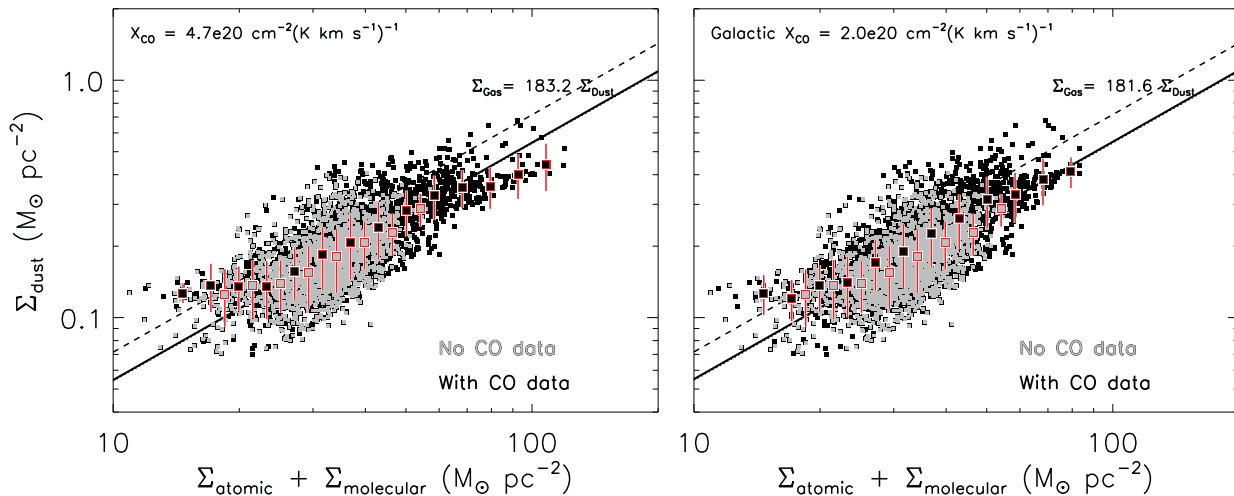 X_CO = 4.7e20 cm⁻²(K km s⁻¹)⁻¹
Σ_Gas= 183.2 Σ_Dust
1.0
0.1
Σ_dust (M_⊙ pc⁻²)
No CO data
With CO data
10
100
Σ_atomic + Σ_molecular (M_⊙ pc⁻²)
Galactic X_CO = 2.0e20 cm⁻²(K km s⁻¹)⁻¹
Σ_Gas= 181.6 Σ_Dust
No CO data
With CO data
10
100
Σ_atomic + Σ_molecular (M_⊙ pc⁻²)